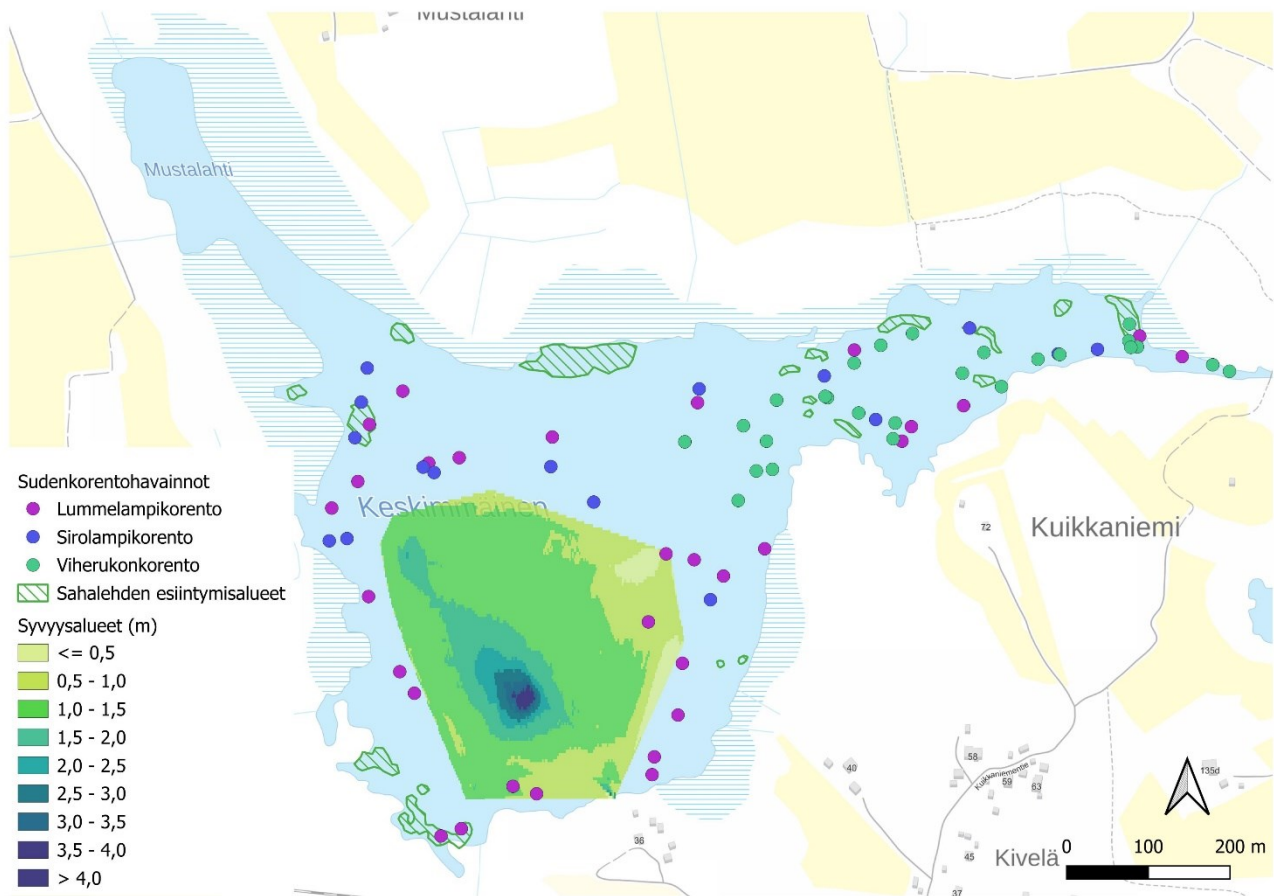 Mustalahti
Mustalahti
Keskimmäinen
Sudenkorentohavainnot
Lummelampikorento
Sirolampikorento
Viherukonkorento
Sahalehden esiintymisalueet
Syvyysalueet (m)
<= 0,5
0,5 - 1,0
1,0 - 1,5
1,5 - 2,0
2,0 - 2,5
2,5 - 3,0
3,0 - 3,5
3,5 - 4,0
> 4,0
72
Kuikkaniemi
40
58
Kuikkaniementie
59
63
135d
36
45
Kivelä
37
0 100 200 m